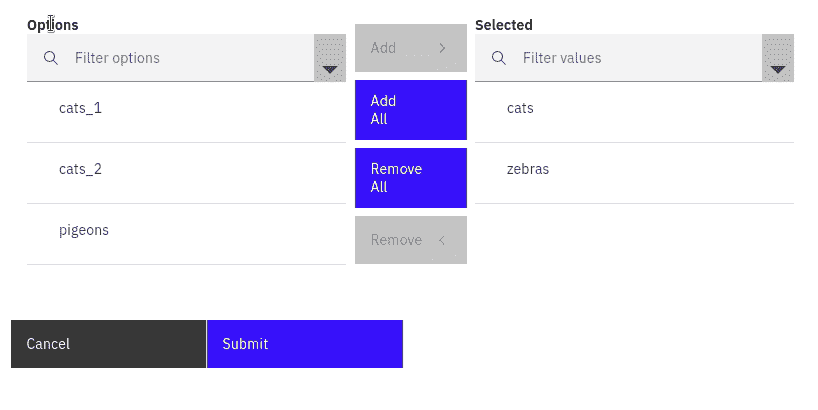 Options
Filter options
cats_1
cats_2
pigeons
Add
Add
All
Remove
All
Remove
Selected
Filter values
cats
zebras
Cancel
Submit